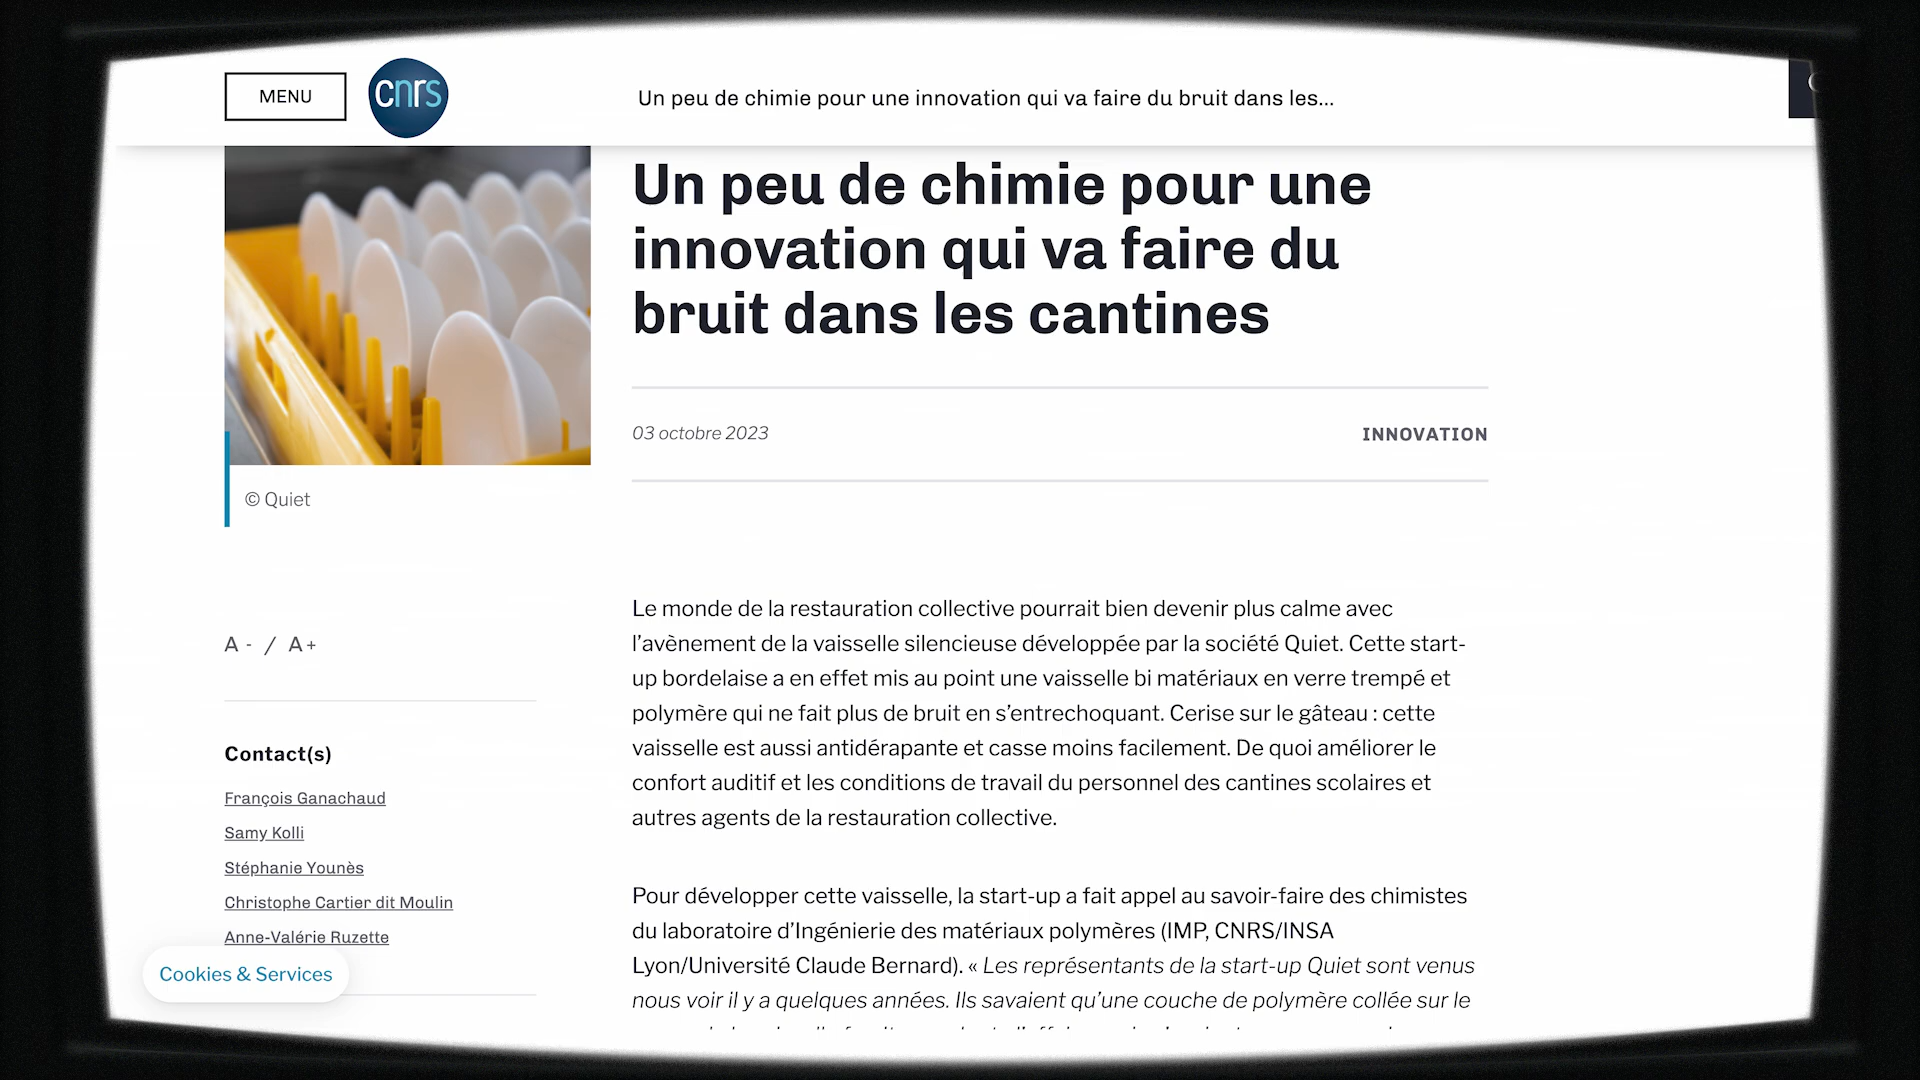 MENU
cnrs
Un peu de chimie pour une innovation qui va faire du bruit dans les...
Un peu de chimie pour une
innovation qui va faire du
bruit dans les cantines
03 octobre 2023
INNOVATION
© Quiet
A - / A+
Contact(s)
François Ganachaud
Samy Kolli
Stéphanie Younès
Christophe Cartier dit Moulin
Anne-Valérie Ruzette
Cookies & Services
Le monde de la restauration collective pourrait bien devenir plus calme avec
l’avènement de la vaisselle silencieuse développée par la société Quiet. Cette start-
up bordelaise a en effet mis au point une vaisselle bi matériaux en verre trempé et
polymère qui ne fait plus de bruit en s’entrechoquant. Cerise sur le gâteau : cette
vaisselle est aussi antidérapante et casse moins facilement. De quoi améliorer le
confort auditif et les conditions de travail du personnel des cantines scolaires et
autres agents de la restauration collective.
Pour développer cette vaisselle, la start-up a fait appel au savoir-faire des chimistes
du laboratoire d’Ingénierie des matériaux polymères (IMP, CNRS/INSA
Lyon/Université Claude Bernard). « Les représentants de la start-up Quiet sont venus
nous voir il y a quelques années. Ils savaient qu’une couche de polymère collée sur le